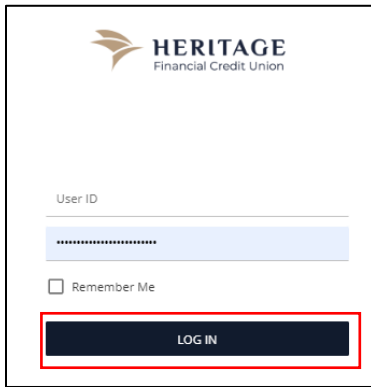 HERITAGE
Financial Credit Union
User ID
Remember Me
LOG IN